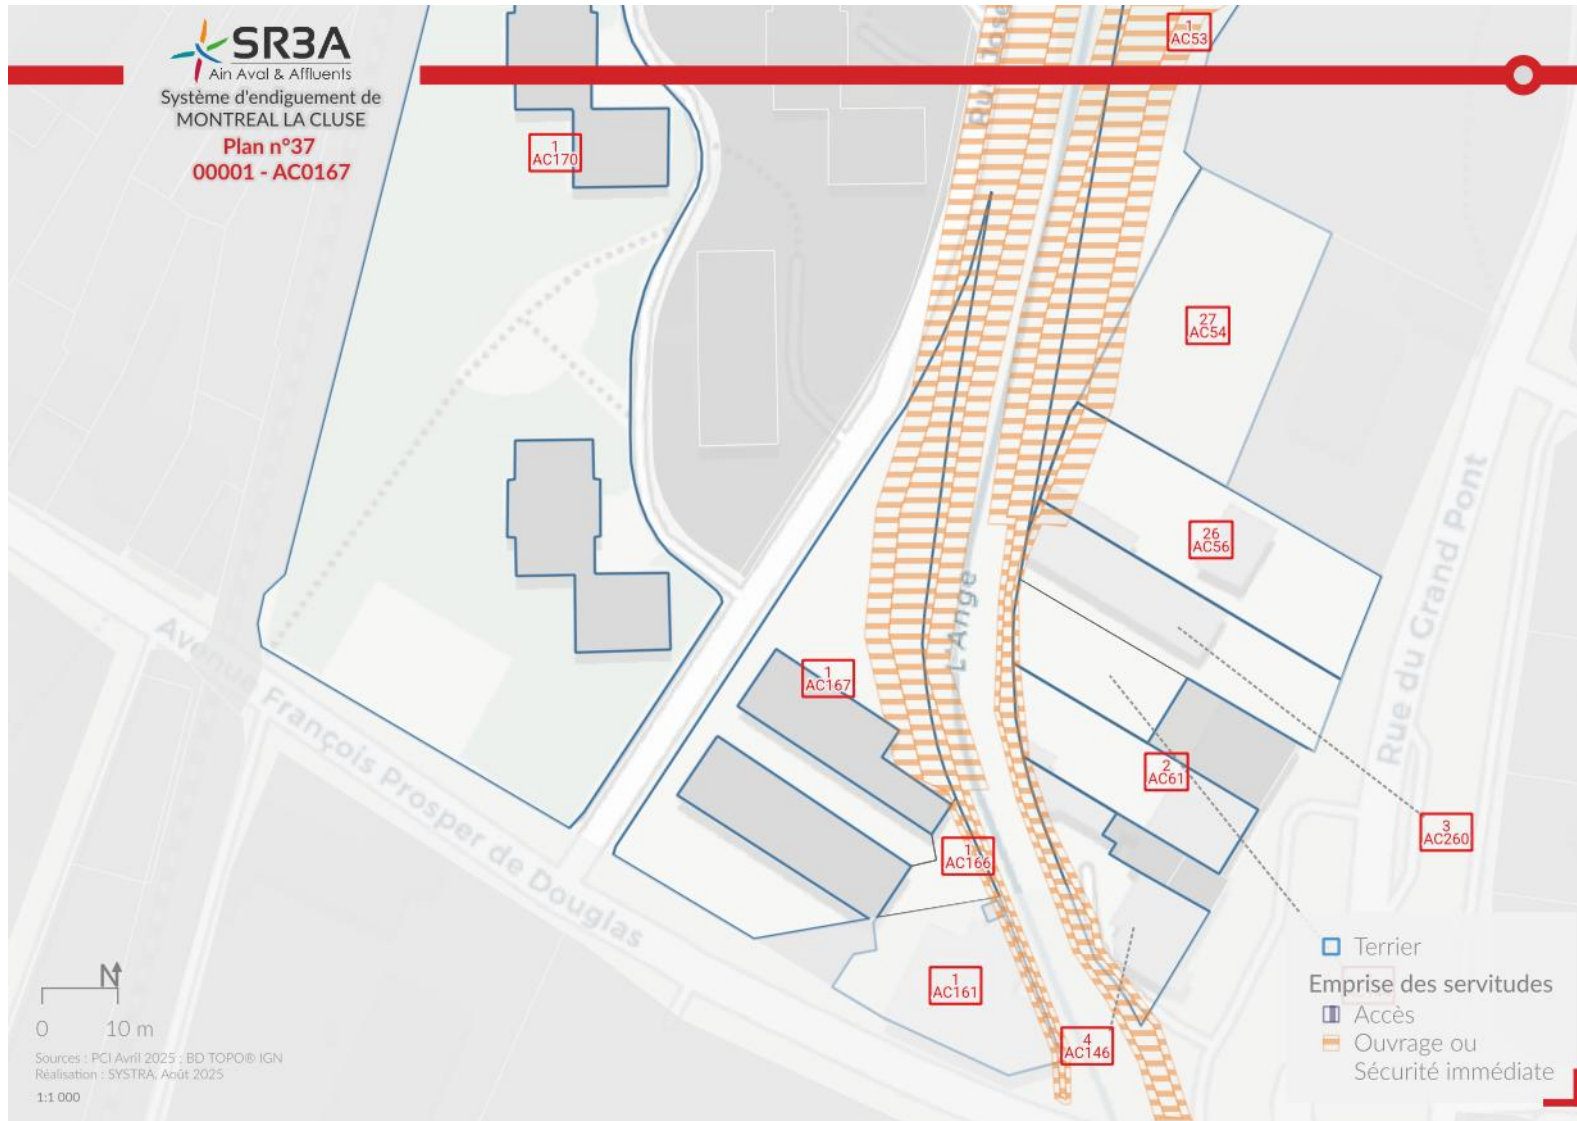 SR3A
Ain Aval & Affluents
Système d'endiguement de
MONTREAL LA CLUSE
Plan n°37
00001 - AC0167
1
AC53
1
AC170
27
AC54
26
AC56
1
AC167
2
AC61
3
AC260
1
AC166
1
AC161
4
AC146
L'Ange
Rue du Grand Pont
Avenue François Prosper de Douglas
N
0 10 m
Sources : PCI Avril 2025 ; BD TOPO® IGN
Réalisation : SYSTRA, Août 2025
1:1 000
Terrier
Emprise des servitudes
Accès
Ouvrage ou
Sécurité immédiate